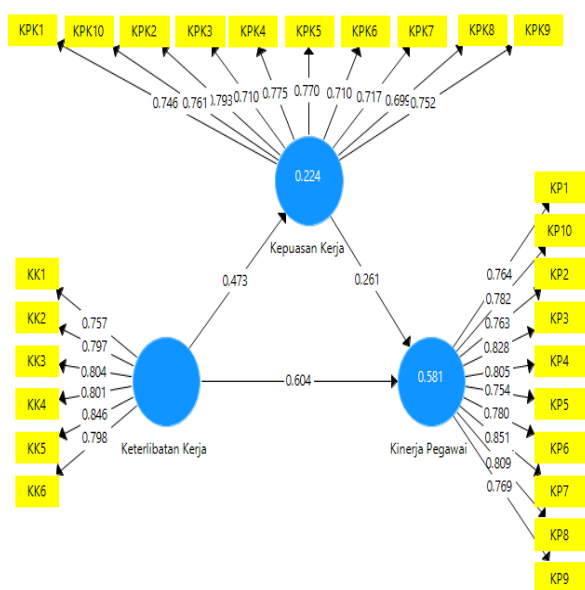 KPK1 KPK10 KPK2 KPK3 KPK4 KPK5 KPK6 KPK7 KPK8 KPK9
0.746 0.761 0.793 0.710 0.775 0.770 0.710 0.717 0.699 0.752
0.224
Kepuasan Kerja
0.473
0.261
KK1
KK2
KK3
KK4
KK5
KK6
0.757
0.797
0.804
0.801
0.846
0.798
Keterlibatan Kerja
0.604
0.581
Kinerja Pegawai
0.764
0.782
0.763
0.828
0.805
0.754
0.780
0.851
0.809
0.769
KP1
KP10
KP2
KP3
KP4
KP5
KP6
KP7
KP8
KP9